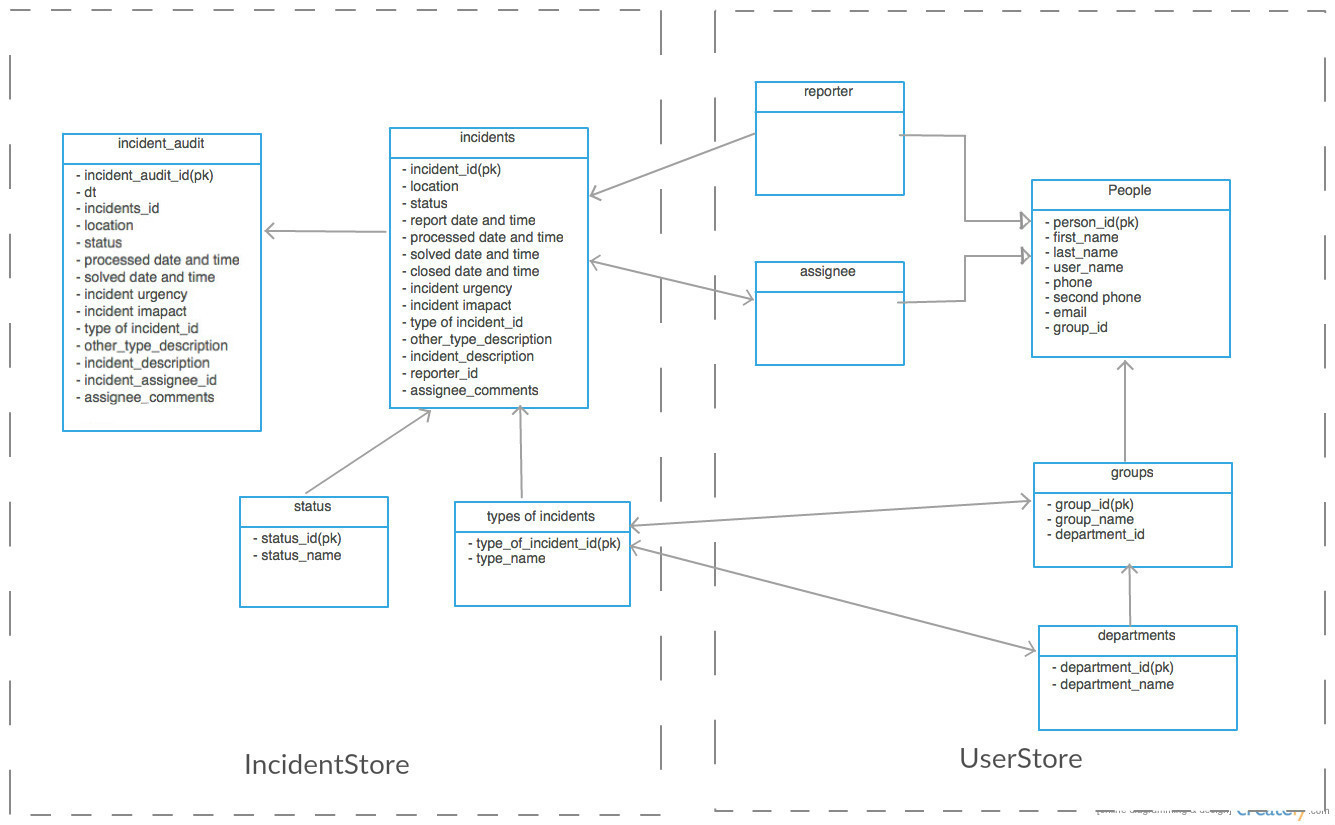 incident_audit
- incident_audit_id(pk)
- dt
- incidents_id
- location
- status
- processed date and time
- solved date and time
- incident urgency
- incident imapact
- type of incident_id
- other_type_description
- incident_description
- incident_assignee_id
- assignee_comments
incidents
- incident_id(pk)
- location
- status
- report date and time
- processed date and time
- solved date and time
- closed date and time
- incident urgency
- incident imapact
- type of incident_id
- other_type_description
- incident_description
- reporter_id
- assignee_comments
status
- status_id(pk)
- status_name
types of incidents
- type_of_incident_id(pk)
- type_name
IncidentStore
reporter
assignee
People
- person_id(pk)
- first_name
- last_name
- user_name
- phone
- second phone
- email
- group_id
groups
- group_id(pk)
- group_name
- department_id
departments
- department_id(pk)
- department_name
UserStore